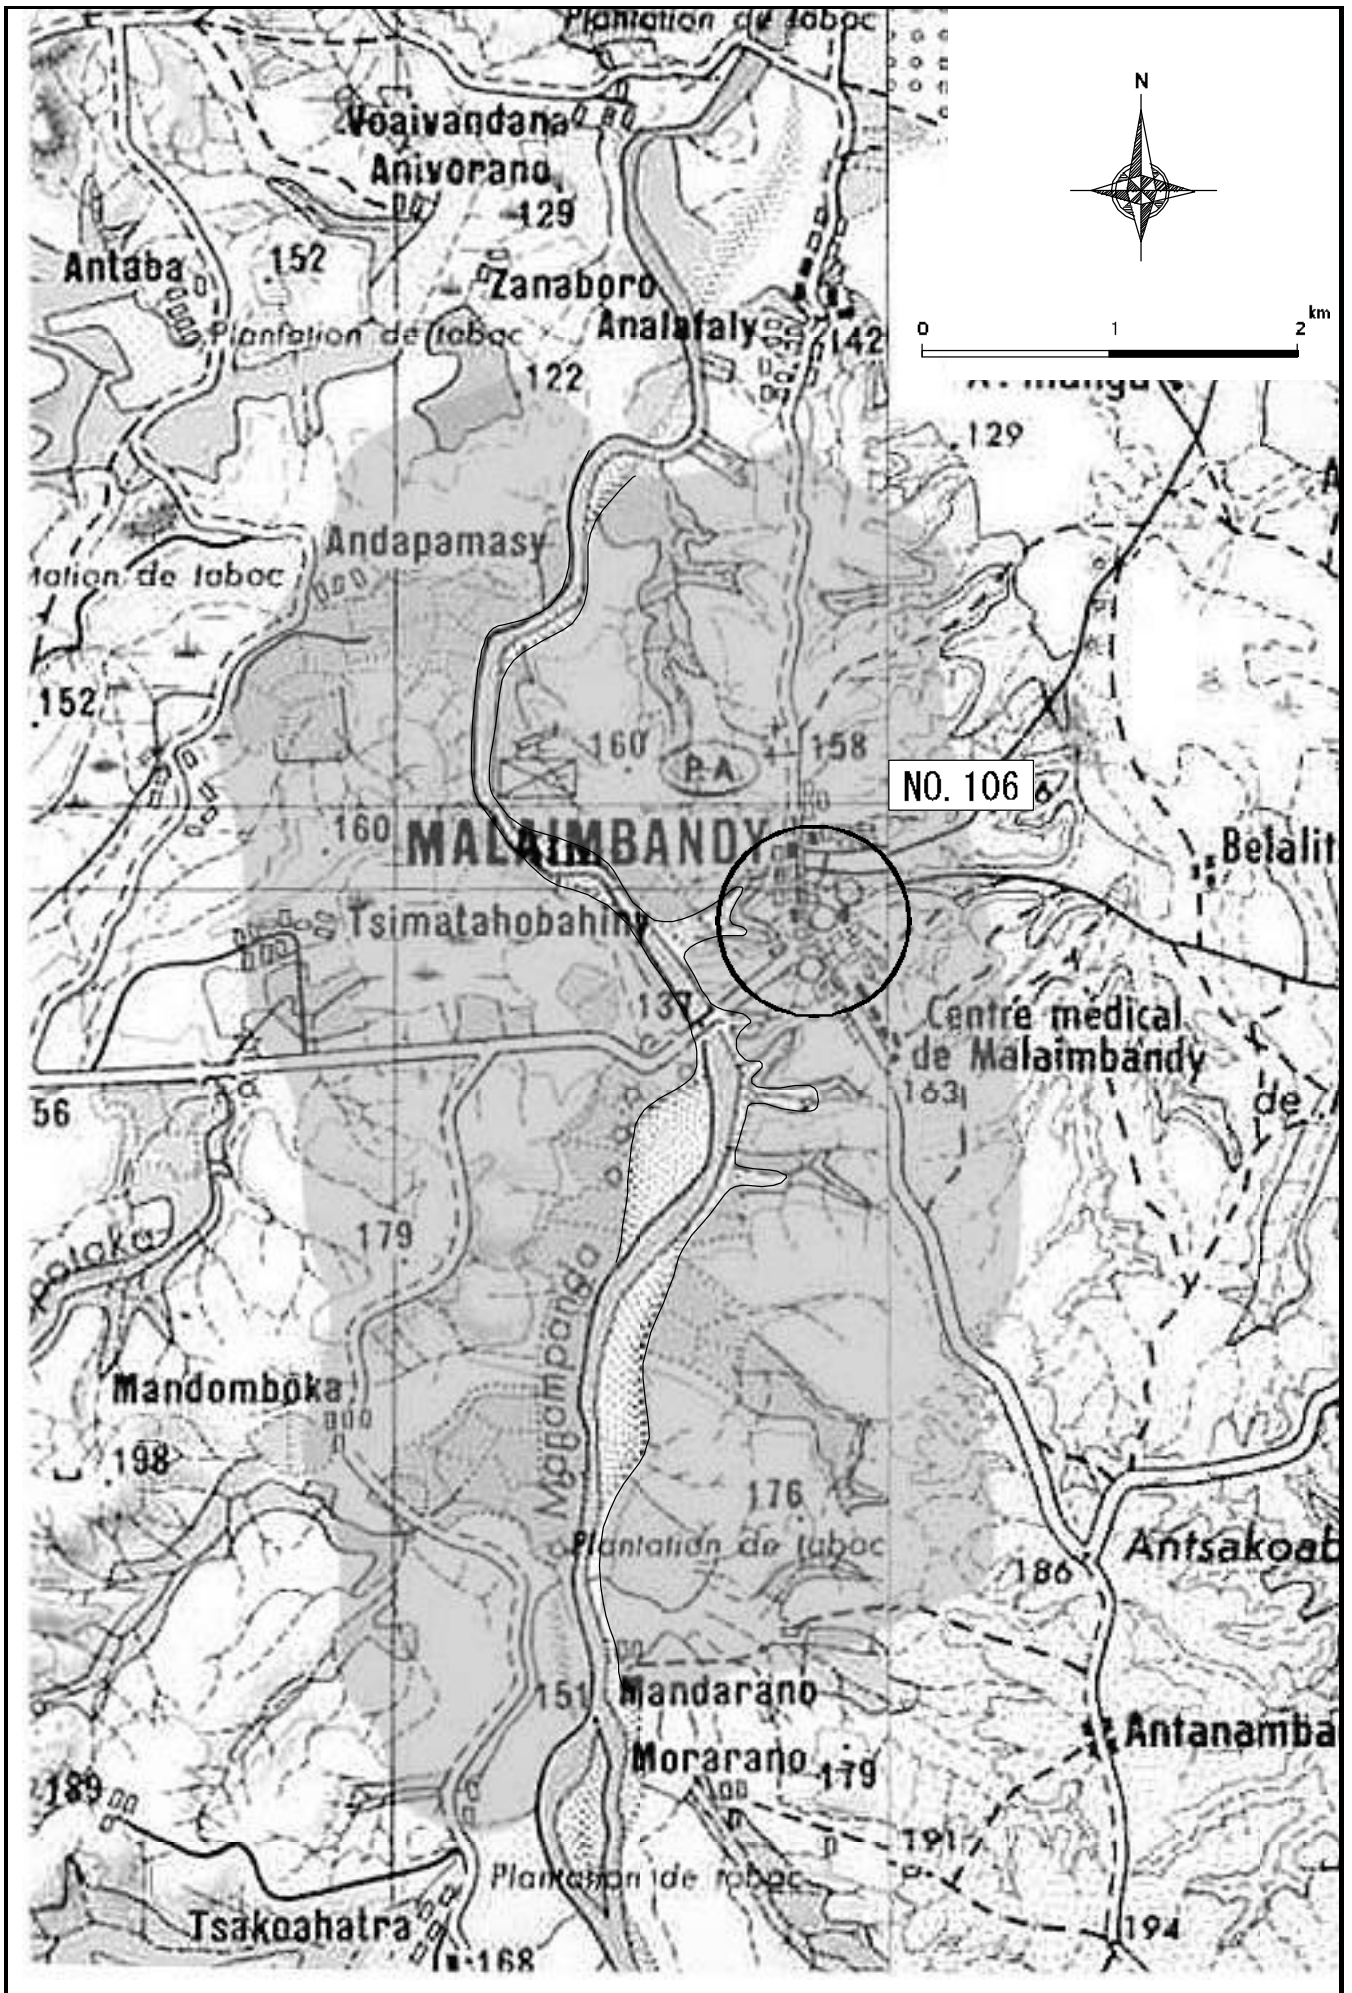 Plantation de tabac
N
Voaivandana
Anivorano
129
Antaba
152
Zanaboro
0 1 2 km
Plantation de tabac
Analafaly
142
122
129
Andapamasy
tation de tabac
152
160
P.A
158
NO. 106
6
160
MALAIMBANDY
Belalit
Tsimatahobahiny
137
Centre médical
de Malaimbandy
163
56
de
179
Magampanga
Mandomboka
198
176
Plantation de tabac
186
Antsakoab
151
Mandarano
Antanamba
Morarano
179
189
191
P
Plantation de tabac
Tsakoahatra
194
168